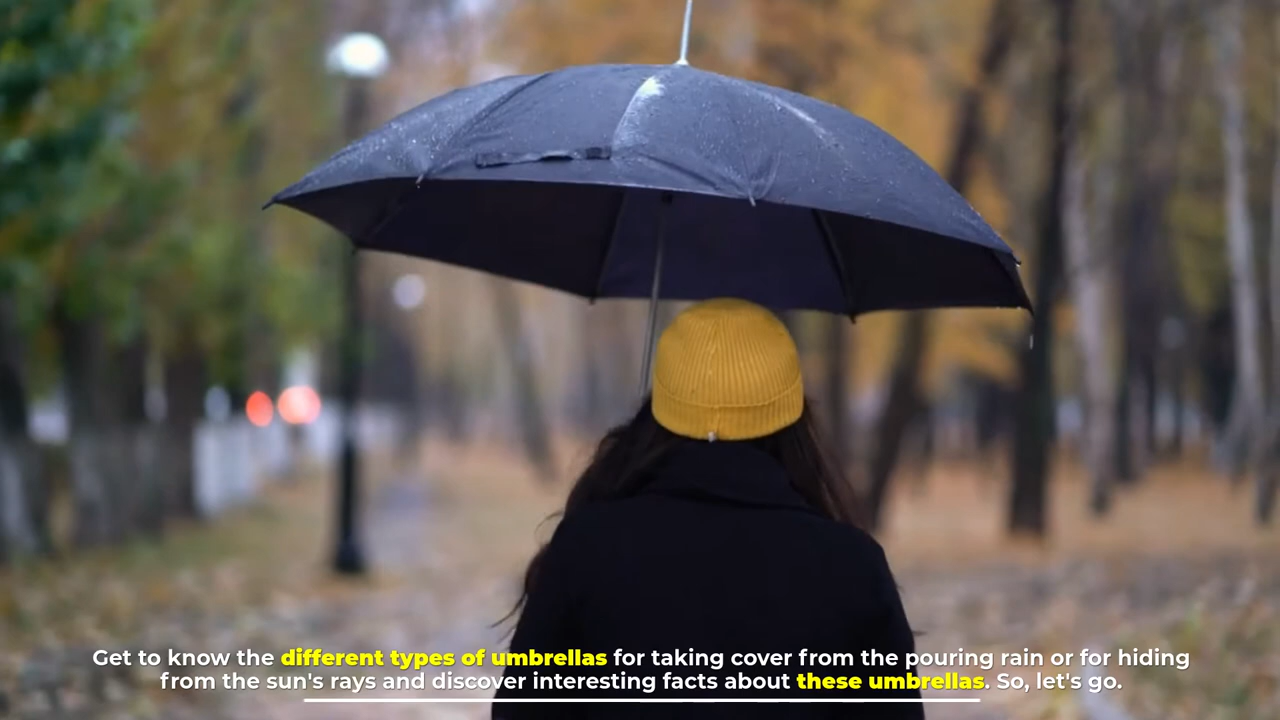 Get to know the different types of umbrellas for taking cover from the pouring rain or for hiding
from the sun's rays and discover interesting facts about these umbrellas. So, let's go.